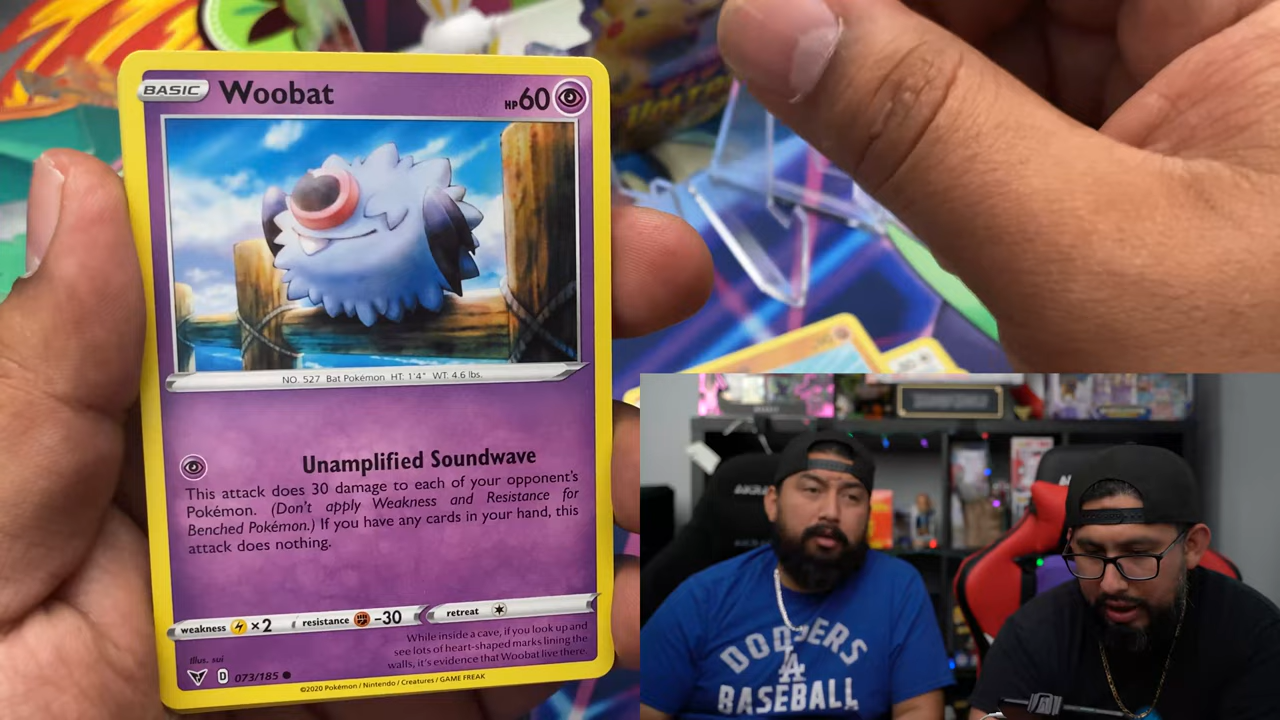 BASIC Woobat HP60
NO. 527 Bat Pokémon HT: 1'4" WT: 4.6 lbs.
Unamplified Soundwave
This attack does 30 damage to each of your opponent's
Pokémon. (Don't apply Weakness and Resistance for
Benched Pokémon.) If you have any cards in your hand, this
attack does nothing.
weakness ×2 resistance -30 retreat
While inside a cave, if you look up and
see lots of heart-shaped marks lining the
walls, it's evidence that Woobat live there.
Illus. sui
D 073/185
©2020 Pokémon / Nintendo / Creatures / GAME FREAK
DODGERS
LA
BASEBALL